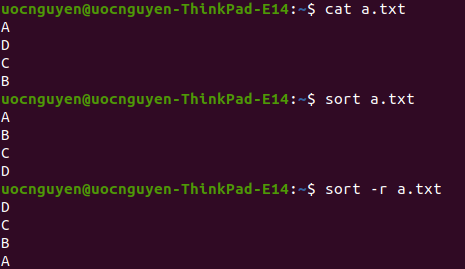 uocnguyen@uocnguyen-ThinkPad-E14:~$ cat a.txt
A
D
C
B
uocnguyen@uocnguyen-ThinkPad-E14:~$ sort a.txt
A
B
C
D
uocnguyen@uocnguyen-ThinkPad-E14:~$ sort -r a.txt
D
C
B
A